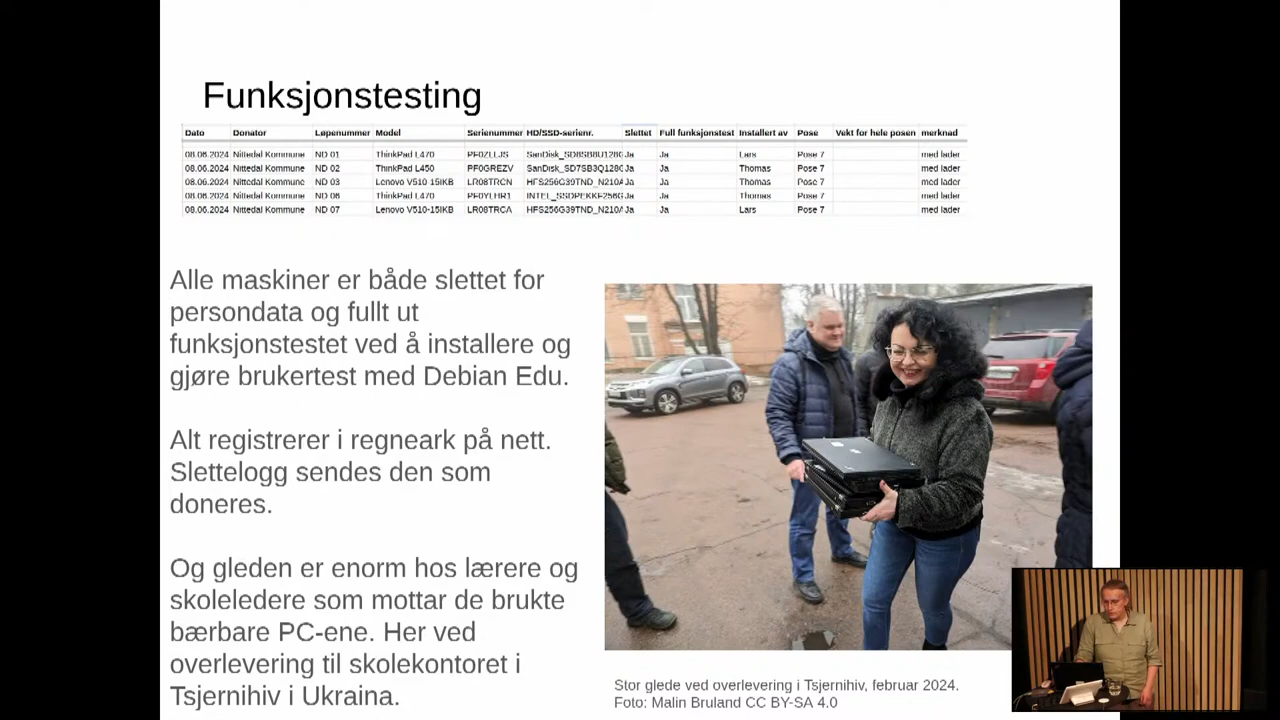 Funksjonstesting
Dato Donator Løpenummer Model Serienummer HD/SSD-serienr. Slettet Full funksjonstest Installert av Pose Vekt for hele posen merknad
08.06.2024 Nittedal Kommune ND 01 ThinkPad L470 PF0ZLLJS SanDisk_SD8SB8U128G Ja Ja Lars Pose 7 med lader
08.06.2024 Nittedal Kommune ND 02 ThinkPad L450 PF0GREZV SanDisk_SD7SB3Q128G Ja Ja Thomas Pose 7 med lader
08.06.2024 Nittedal Kommune ND 03 Lenovo V510-15IKB LR08TRCN HFS256G39TND_N210A Ja Ja Thomas Pose 7 med lader
08.06.2024 Nittedal Kommune ND 06 ThinkPad L470 PF0YLHR1 INTEL_SSDPEKKF256G Ja Ja Thomas Pose 7 med lader
08.06.2024 Nittedal Kommune ND 07 Lenovo V510-15IKB LR08TRCA HFS256G39TND_N210A Ja Ja Lars Pose 7 med lader
Alle maskiner er både slettet for
persondata og fullt ut
funksjonstestet ved å installere og
gjøre brukertest med Debian Edu.
Alt registrerer i regneark på nett.
Slettelogg sendes den som
doneres.
Og gleden er enorm hos lærere og
skoleledere som mottar de brukte
bærbare PC-ene. Her ved
overlevering til skolekontoret i
Tsjernihiv i Ukraina.
Stor glede ved overlevering i Tsjernihiv, februar 2024.
Foto: Malin Bruland CC BY-SA 4.0